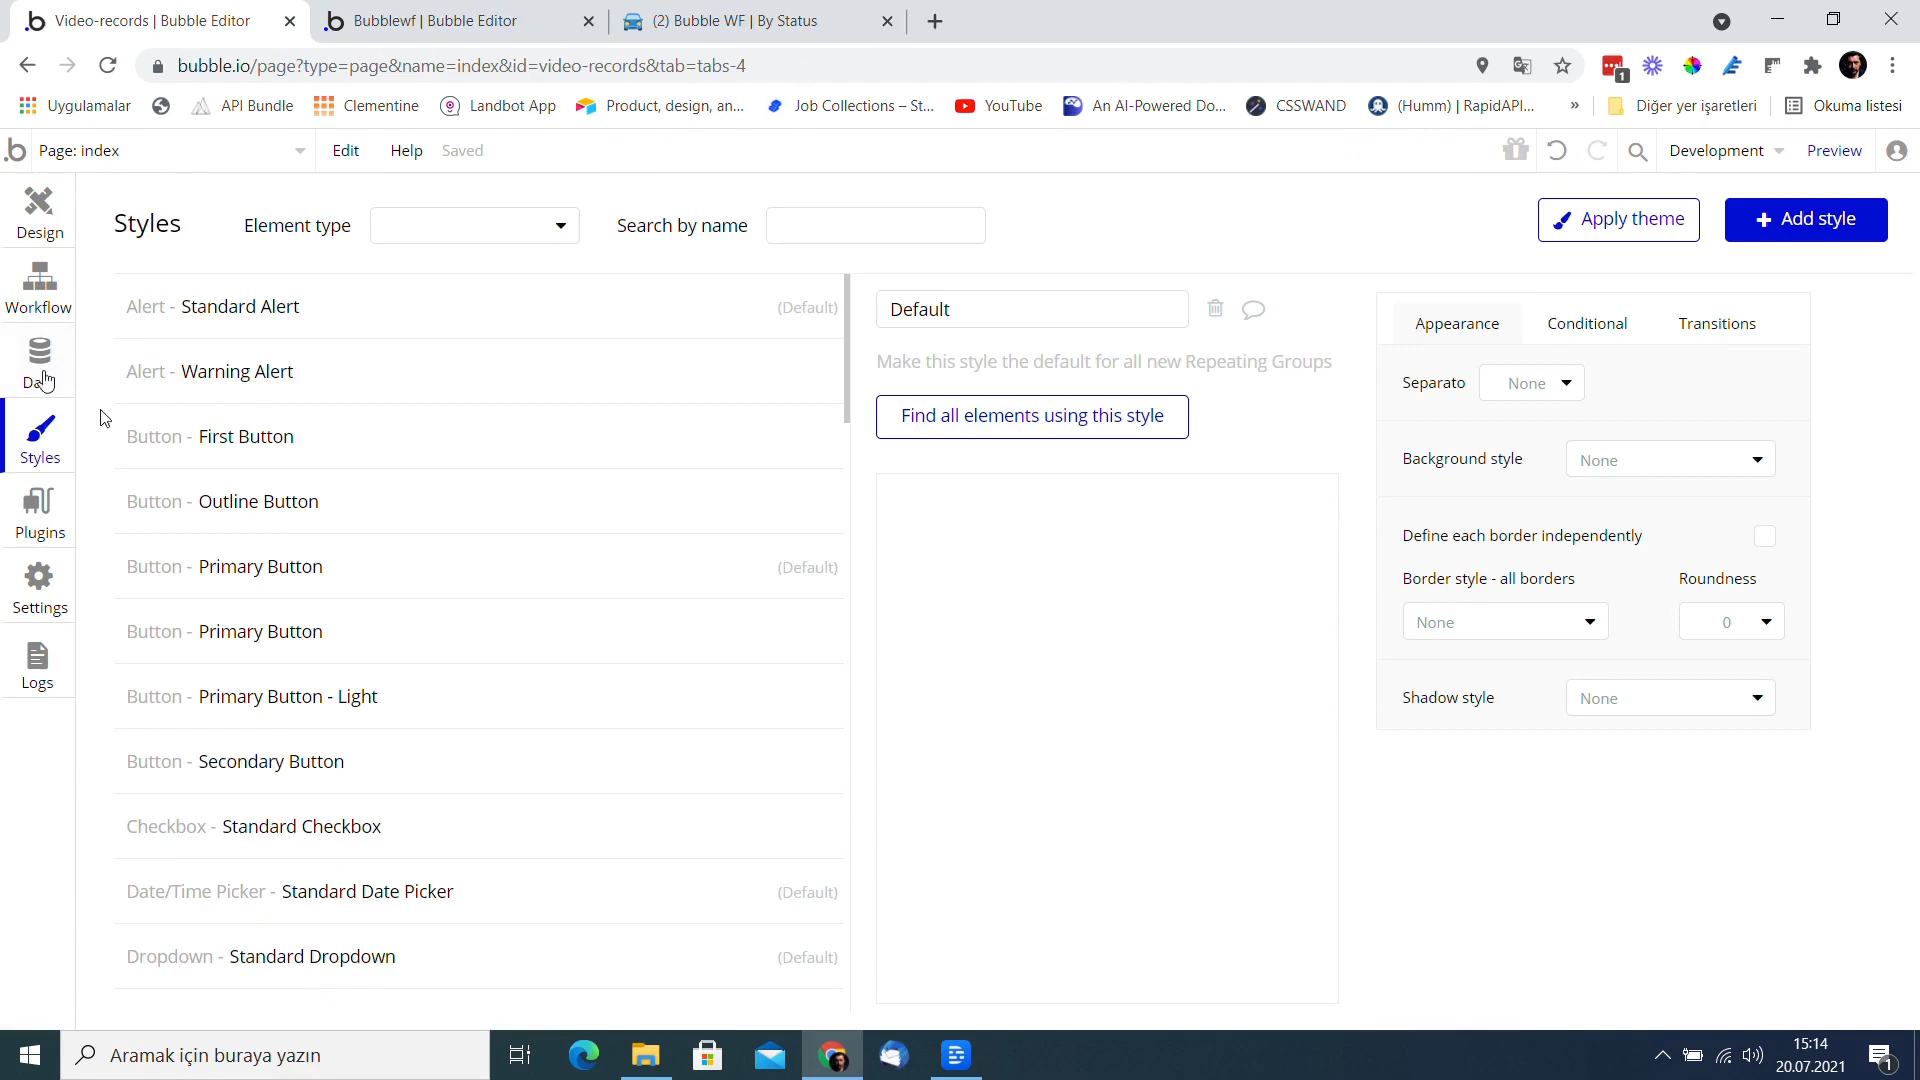 Video-records | Bubble Editor
Bubblewf | Bubble Editor
(2) Bubble WF | By Status
bubble.io/page?type=page&name=index&id=video-records&tab=tabs-4
1
Uygulamalar
API Bundle
Clementine
Landbot App
Product, design, an...
Job Collections – St...
YouTube
An AI-Powered Do...
CSSWAND
(Humm) | RapidAPI...
»
Diğer yer işaretleri
Okuma listesi
.b
Page: index
Edit
Help
Saved
Development
Preview
Design
Workflow
Styles
Plugins
Settings
Logs
Styles
Element type
Search by name
Apply theme
+ Add style
Alert - Standard Alert (Default)
Alert - Warning Alert
Button - First Button
Button - Outline Button
Button - Primary Button (Default)
Button - Primary Button
Button - Primary Button - Light
Button - Secondary Button
Checkbox - Standard Checkbox
Date/Time Picker - Standard Date Picker (Default)
Dropdown - Standard Dropdown (Default)
Default
Make this style the default for all new Repeating Groups
Find all elements using this style
Appearance
Conditional
Transitions
Separato
None
Background style
None
Define each border independently
Border style - all borders
Roundness
None
0
Shadow style
None
Aramak için buraya yazın
15:14
20.07.2021
1